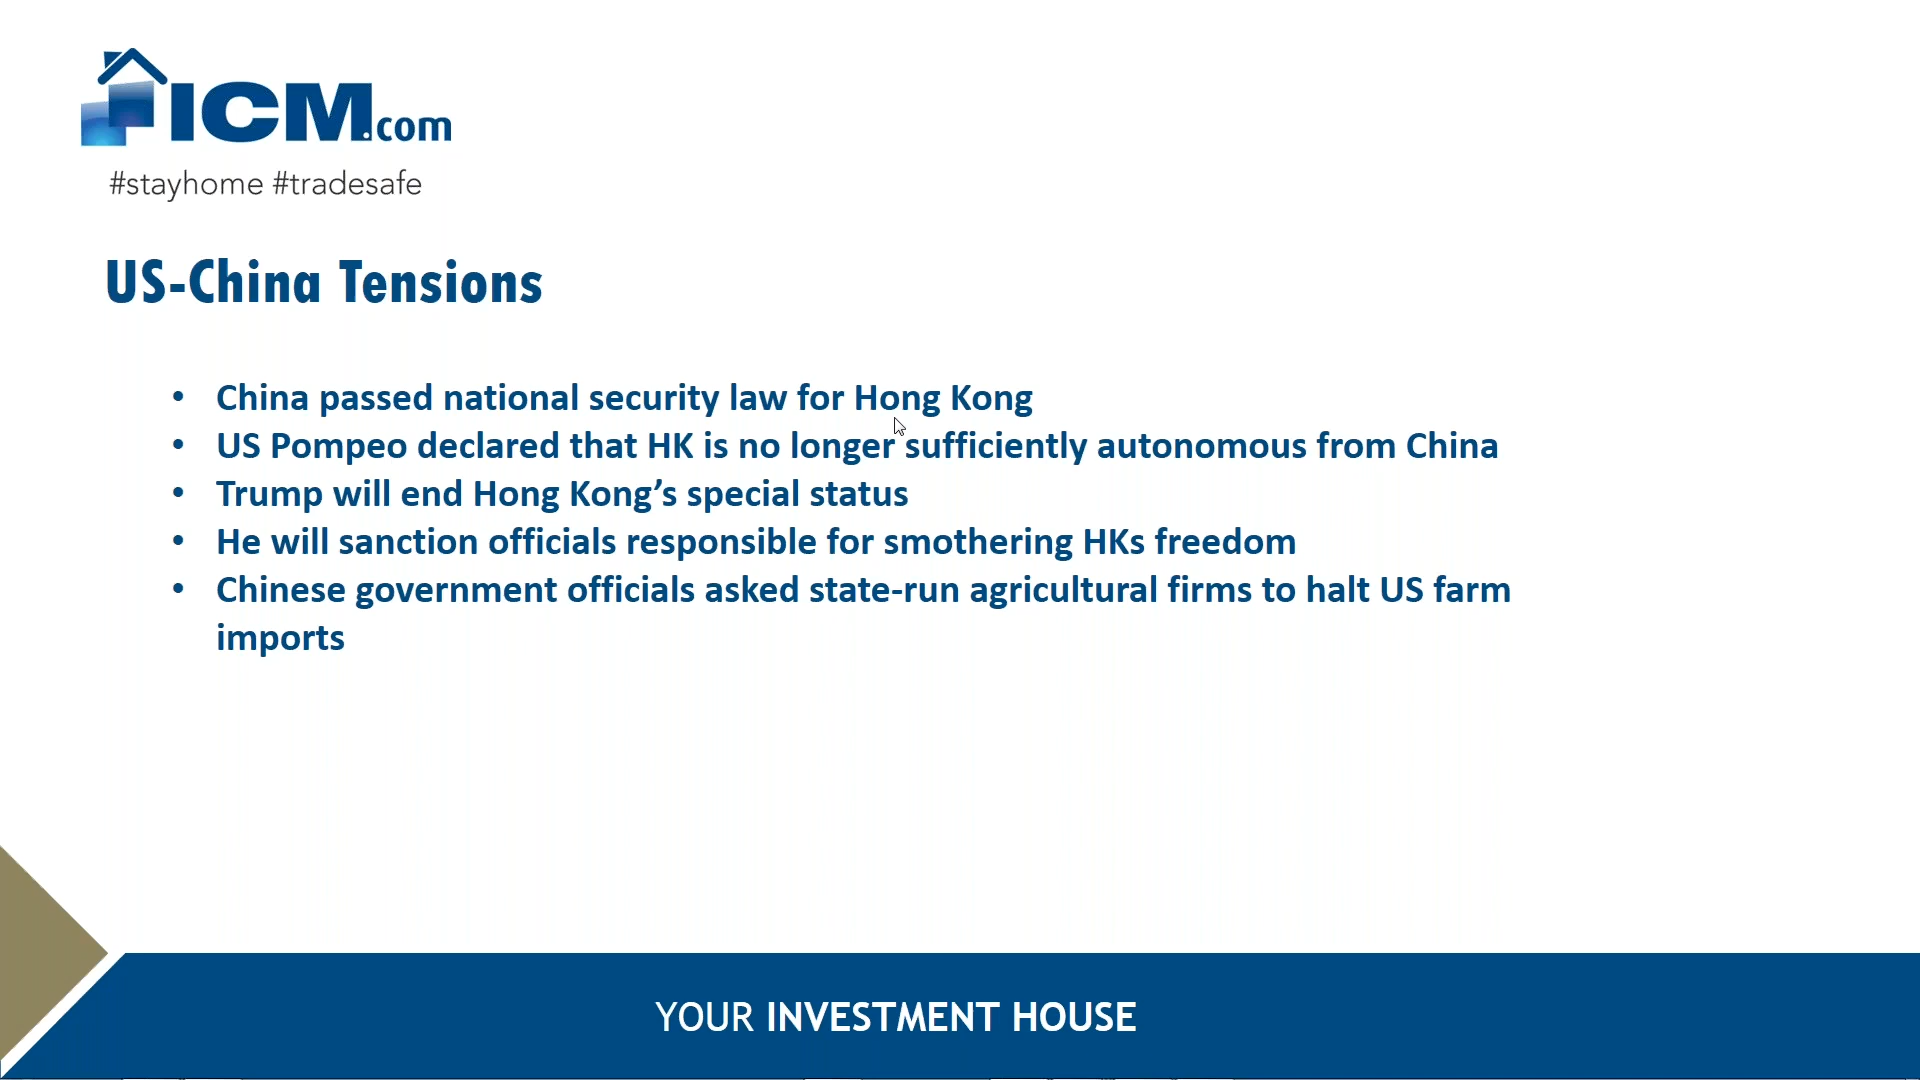 ICM.com
#stayhome #tradesafe
US-China Tensions
• China passed national security law for Hong Kong
• US Pompeo declared that HK is no longer sufficiently autonomous from China
• Trump will end Hong Kong’s special status
• He will sanction officials responsible for smothering HKs freedom
• Chinese government officials asked state-run agricultural firms to halt US farm
imports
YOUR INVESTMENT HOUSE